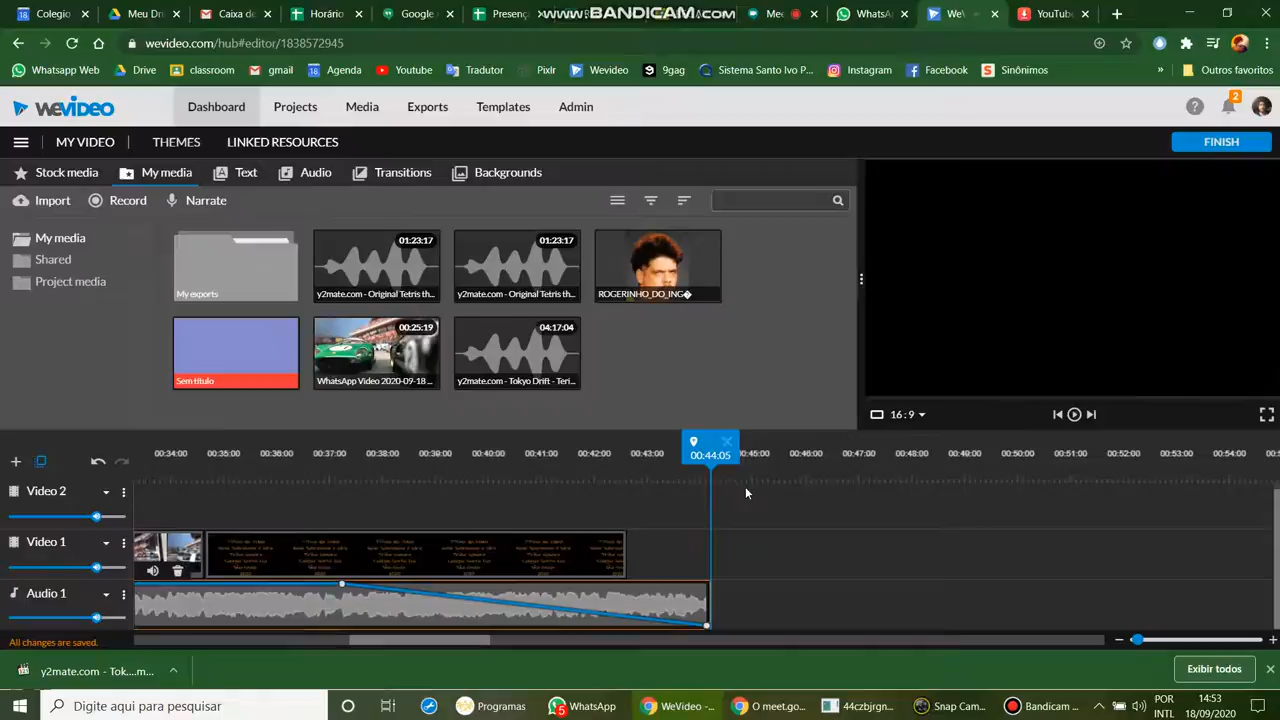 Colegio
Meu Dri
Caixa de
Horário
Google
Presença
Mee
WhatsA
WeV
YouTube
www.BANDICAM.com
wevideo.com/hub#editor/1838572945
Whatsapp Web
Drive
classroom
gmail
Agenda
Youtube
Tradutor
Pixlr
Wevideo
9gag
Sistema Santo Ivo P...
Instagram
Facebook
Sinônimos
»
Outros favoritos
WEVIDEO
Dashboard
Projects
Media
Exports
Templates
Admin
2
MY VIDEO
THEMES
LINKED RESOURCES
FINISH
Stock media
My media
Text
Audio
Transitions
Backgrounds
Import
Record
Narrate
My media
Shared
Project media
My exports
01:23:17
y2mate.com - Original Tetris th...
01:23:17
y2mate.com - Original Tetris th...
ROGERINHO_DO_ING�
Sem título
00:25:19
WhatsApp Video 2020-09-18 ...
04:17:04
y2mate.com - Tokyo Drift - Teri...
16:9
00:34:00 00:35:00 00:36:00 00:37:00 00:38:00 00:39:00 00:40:00 00:41:00 00:42:00 00:43:00 00:44:05 00:45:00 00:46:00 00:47:00 00:48:00 00:49:00 00:50:00 00:51:00 00:52:00 00:53:00 00:54:00
Video 2
Video 1
Audio 1
All changes are saved.
y2mate.com - Tok....m...
Exibir todos
Digite aqui para pesquisar
Programas
5
WhatsApp
WeVideo -...
O meet.go...
44czbjrgn...
Snap Cam...
Bandicam ...
POR
INTL
14:53
18/09/2020